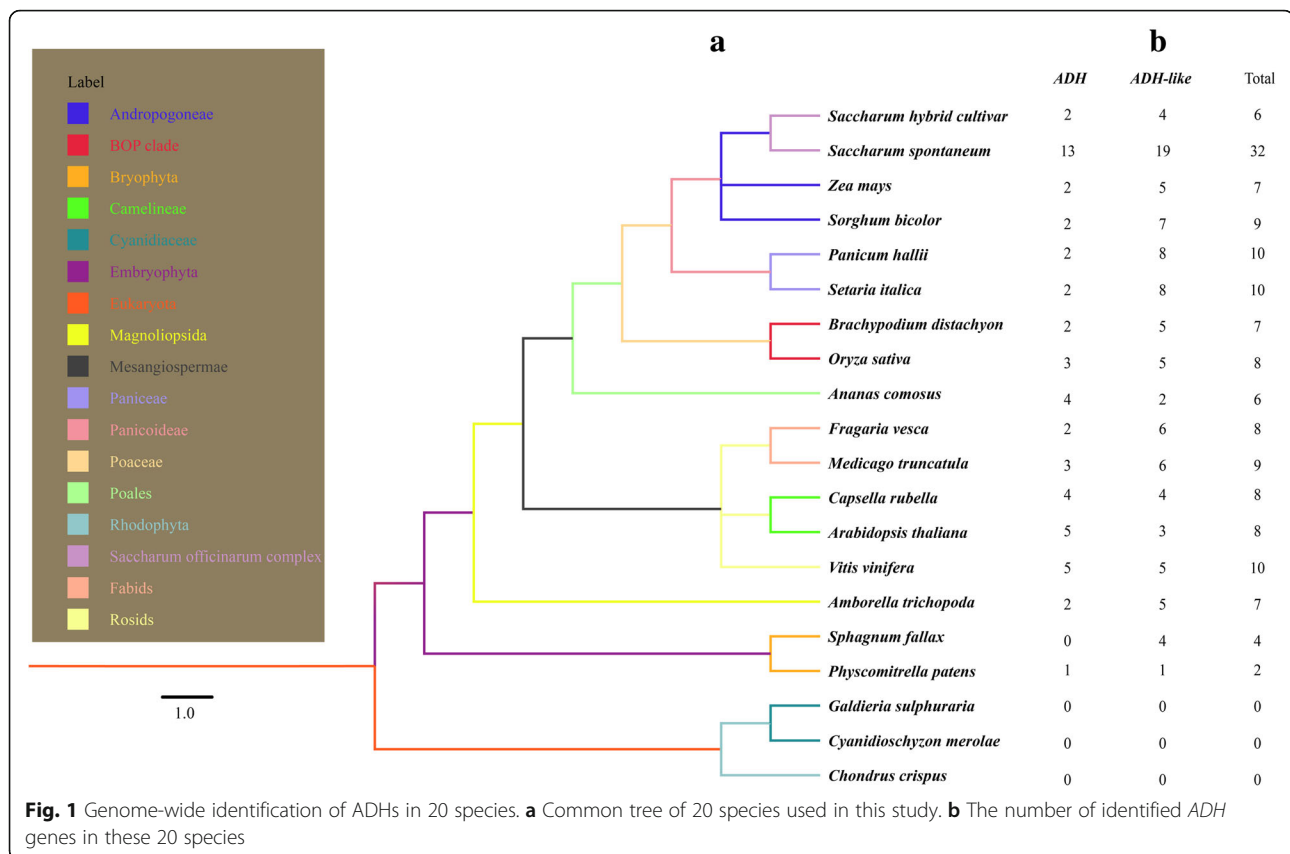 a b
Label
Andropogoneae
BOP clade
Bryophyta
Camelineae
Cyanidiaceae
Embryophyta
Eukaryota
Magnoliopsida
Mesangiospermae
Paniceae
Panicoideae
Poaceae
Poales
Rhodophyta
Saccharum officinarum complex
Fabids
Rosids
1.0
ADH ADH-like Total
Saccharum hybrid cultivar 2 4 6
Saccharum spontaneum 13 19 32
Zea mays 2 5 7
Sorghum bicolor 2 7 9
Panicum hallii 2 8 10
Setaria italica 2 8 10
Brachypodium distachyon 2 5 7
Oryza sativa 3 5 8
Ananas comosus 4 2 6
Fragaria vesca 2 6 8
Medicago truncatula 3 6 9
Capsella rubella 4 4 8
Arabidopsis thaliana 5 3 8
Vitis vinifera 5 5 10
Amborella trichopoda 2 5 7
Sphagnum fallax 0 4 4
Physcomitrella patens 1 1 2
Galdieria sulphuraria 0 0 0
Cyanidioschyzon merolae 0 0 0
Chondrus crispus 0 0 0
Fig. 1 Genome-wide identification of ADHs in 20 species. a Common tree of 20 species used in this study. b The number of identified ADH
genes in these 20 species